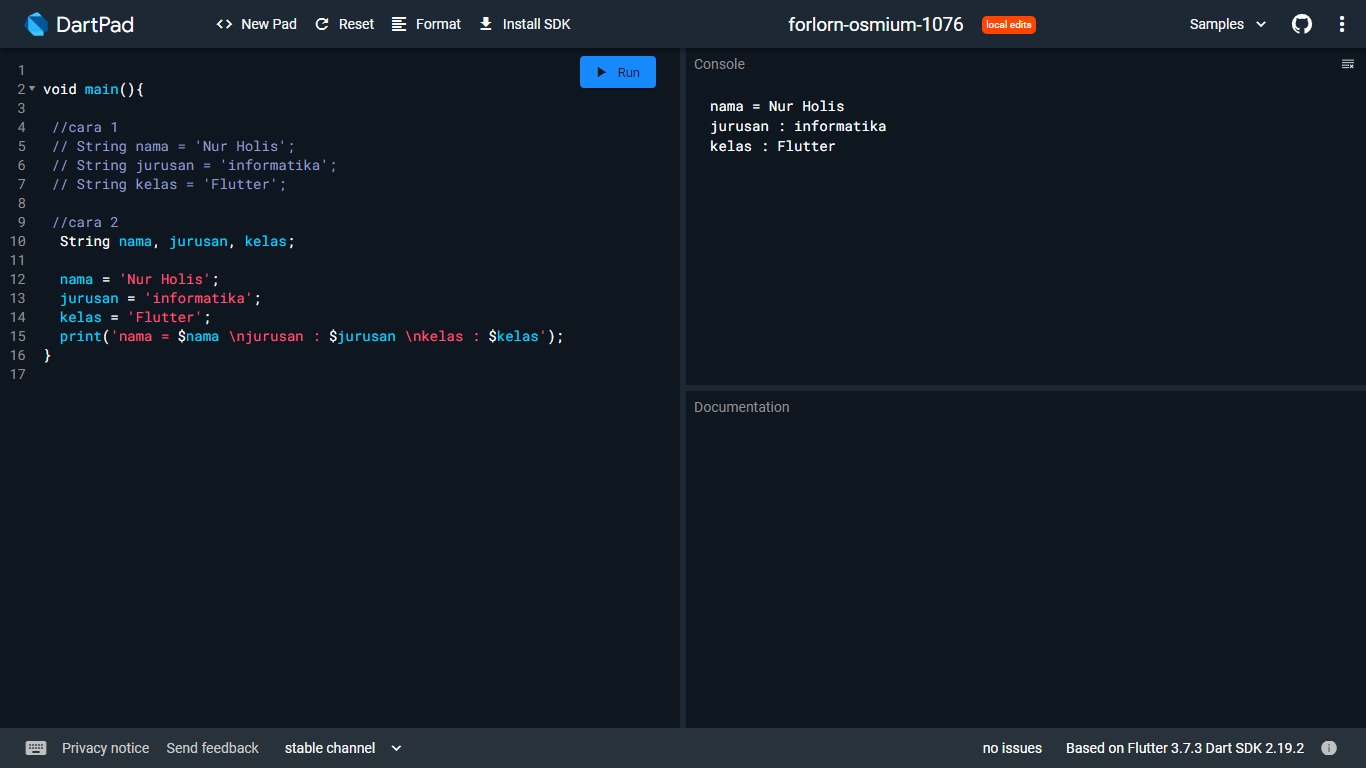 DartPad
<> New Pad Reset Format Install SDK
forlorn-osmium-1076 local edits
Samples
Run
1
2 void main(){
3
4 //cara 1
5 // String nama = 'Nur Holis';
6 // String jurusan = 'informatika';
7 // String kelas = 'Flutter';
8
9 //cara 2
10 String nama, jurusan, kelas;
11
12 nama = 'Nur Holis';
13 jurusan = 'informatika';
14 kelas = 'Flutter';
15 print('nama = $nama \njurusan : $jurusan \nkelas : $kelas');
16 }
17
Console
nama = Nur Holis
jurusan : informatika
kelas : Flutter
Documentation
Privacy notice Send feedback stable channel
no issues Based on Flutter 3.7.3 Dart SDK 2.19.2